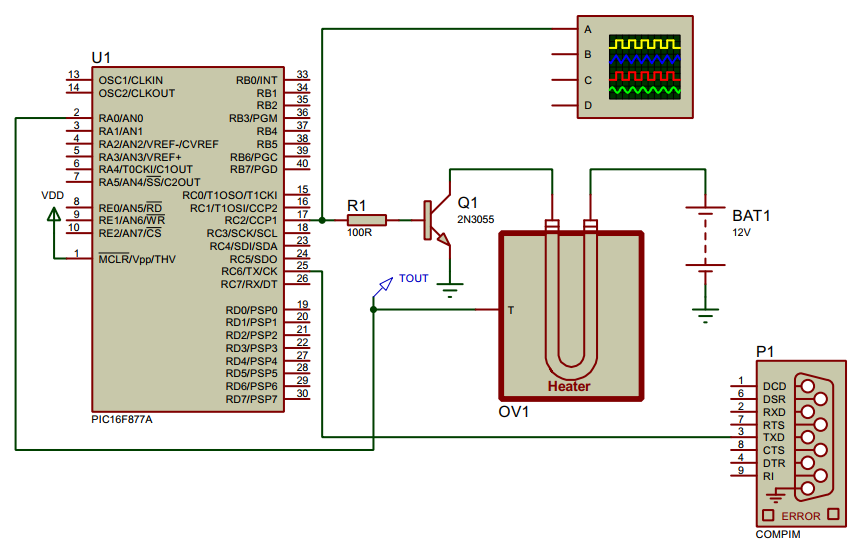 U1
13 OSC1/CLKIN RB0/INT 33
14 OSC2/CLKOUT RB1 34
RB2 35
2 RA0/AN0 RB3/PGM 36
3 RA1/AN1 RB4 37
4 RA2/AN2/VREF-/CVREF RB5 38
5 RA3/AN3/VREF+ RB6/PGC 39
6 RA4/T0CKI/C1OUT RB7/PGD 40
7 RA5/AN4/SS/C2OUT
RC0/T1OSO/T1CKI 15
8 RE0/AN5/RD RC1/T1OSI/CCP2 16
9 RE1/AN6/WR RC2/CCP1 17
10 RE2/AN7/CS RC3/SCK/SCL 18
RC4/SDI/SDA 23
1 MCLR/Vpp/THV RC5/SDO 24
RC6/TX/CK 25
RC7/RX/DT 26
RD0/PSP0 19
RD1/PSP1 20
RD2/PSP2 21
RD3/PSP3 22
RD4/PSP4 27
RD5/PSP5 28
RD6/PSP6 29
RD7/PSP7 30
PIC16F877A
VDD
R1
100R
Q1
2N3055
TOUT
A
B
C
D
BAT1
12V
T
Heater
OV1
P1
1 DCD
6 DSR
2 RXD
7 RTS
3 TXD
8 CTS
4 DTR
9 RI
ERROR
COMPIM